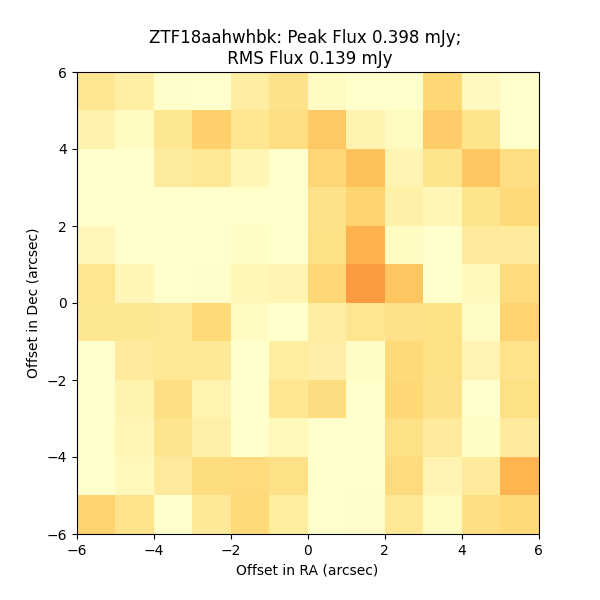 ZTF18aahwhbk: Peak Flux 0.398 mJy;
RMS Flux 0.139 mJy
6
4
2
0
−2
−4
−6
Offset in Dec (arcsec)
−6 −4 −2 0 2 4 6
Offset in RA (arcsec)